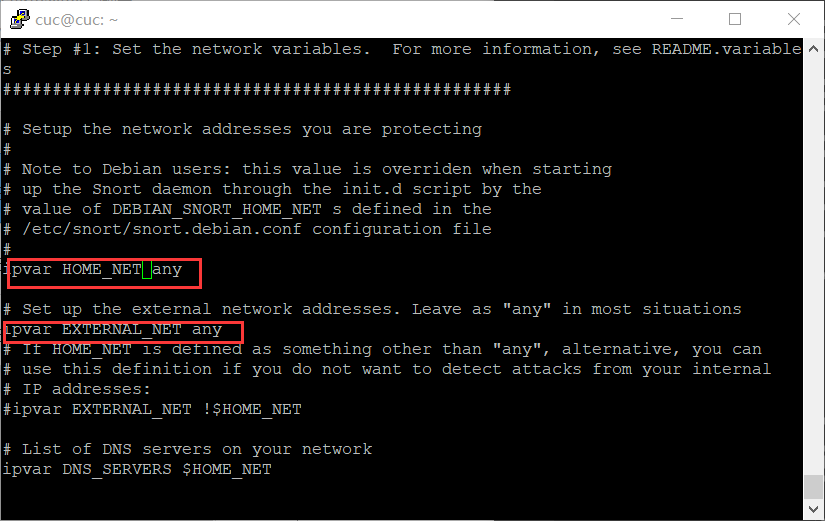 cuc@cuc: ~
# Step #1: Set the network variables.  For more information, see README.variable
s
###################################################
# Setup the network addresses you are protecting
#
# Note to Debian users: this value is overriden when starting
# up the Snort daemon through the init.d script by the
# value of DEBIAN_SNORT_HOME_NET s defined in the
# /etc/snort/snort.debian.conf configuration file
#
ipvar HOME_NET any
# Set up the external network addresses. Leave as "any" in most situations
ipvar EXTERNAL_NET any
# If HOME_NET is defined as something other than "any", alternative, you can
# use this definition if you do not want to detect attacks from your internal
# IP addresses:
#ipvar EXTERNAL_NET !$HOME_NET
# List of DNS servers on your network
ipvar DNS_SERVERS $HOME_NET